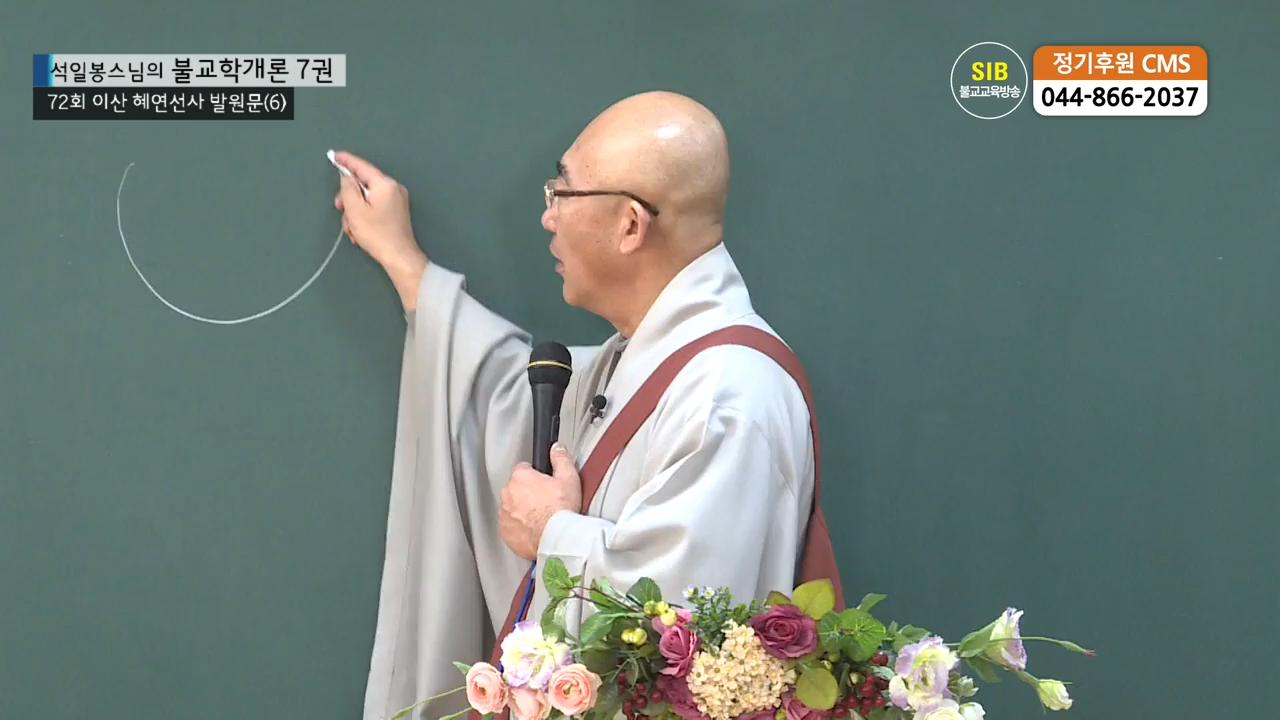 석일봉스님의 불교학개론 7권
72회 이산 혜연선사 발원문(6)
SIB
불교교육방송
정기후원 CMS
044-866-2037